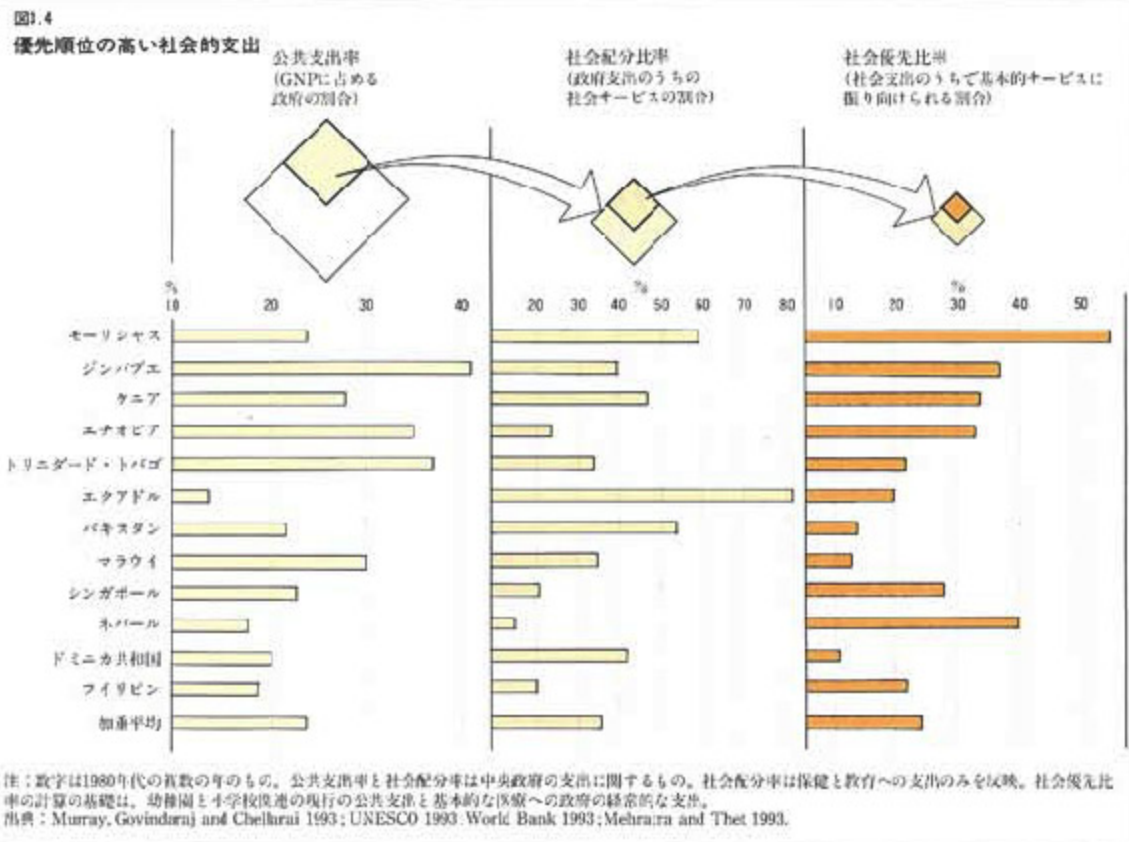 図3.4
優先順位の高い社会的支出
公共支出率
(GNPに占める
政府の割合)
社会紀分比率
(政府支出のうちの
社会サービスの割合)
社会優先比率
(社会支出のうちで基本的サービスに
振り向けられる割合)
% % %
10 20 30 40 20 30 40 50 60 70 80 10 20 30 40 50
モーリシャス
ジンバブエ
ケニア
エチオピア
トリニダード・トバゴ
エクアドル
パキスタン
マラウイ
シンガポール
ネパール
ドミニカ共和国
フィリピン
加重平均
注：数字は1980年代の複数の年のもの。公共支出率と社会配分率は中央政府の支出に関するもの。社会配分率は保健と教育への支出のみを反映。社会優先比
率の計算の基礎は、幼稚園と小学校関連の現行の公共支出と基本的な医療への政府の経常的な支出。
出典：Murray, Govindaraj and Chellarai 1993; UNESCO 1993 World Bank 1993; Mehratra and Thet 1993.